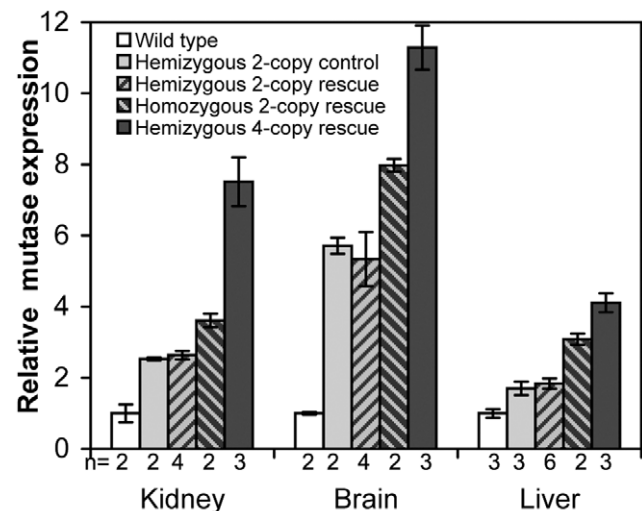 Relative mutase expression
12
10
8
6
4
2
0
Wild type
Hemizygous 2-copy control
Hemizygous 2-copy rescue
Homozygous 2-copy rescue
Hemizygous 4-copy rescue
n= 2 2 4 2 3 2 2 4 2 3 3 3 6 2 3
Kidney Brain Liver